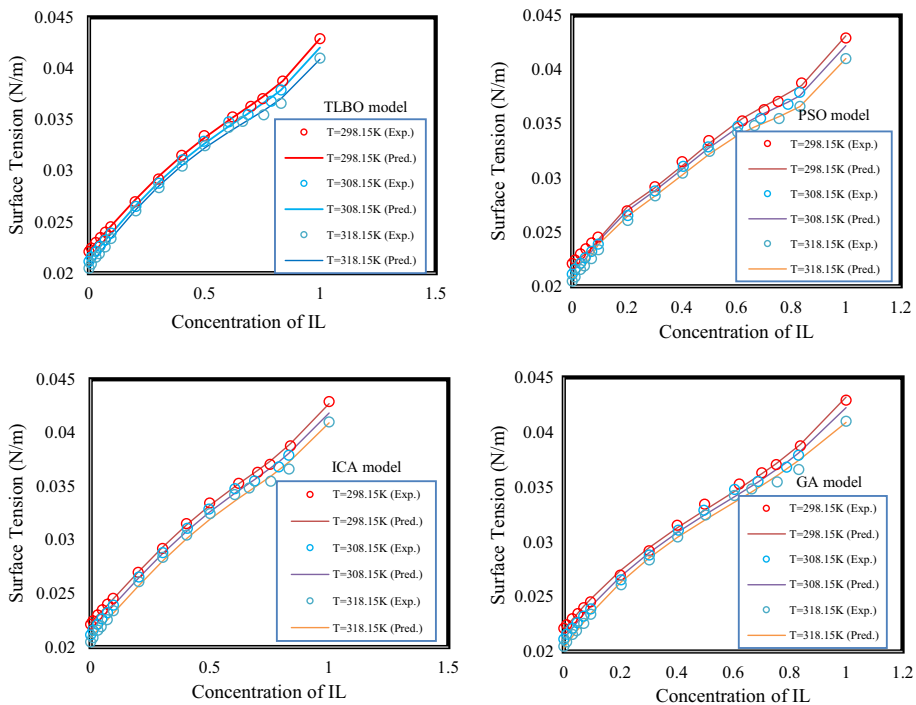 0.045
0.04
0.035
0.03
0.025
0.02
Surface Tension (N/m)
TLBO model
T=298.15K (Exp.)
T=298.15K (Pred.)
T=308.15K (Exp.)
T=308.15K (Pred.)
T=318.15K (Exp.)
T=318.15K (Pred.)
0 0.5 1 1.5
Concentration of IL
0.045
0.04
0.035
0.03
0.025
0.02
Surface Tension (N/m)
PSO model
T=298.15K (Exp.)
T=298.15K (Pred.)
T=308.15K (Exp.)
T=308.15K (Pred.)
T=318.15K (Exp.)
T=318.15K (Pred.)
0 0.2 0.4 0.6 0.8 1 1.2
Concentration of IL
0.045
0.04
0.035
0.03
0.025
0.02
Surface Tension (N/m)
ICA model
T=298.15K (Exp.)
T=298.15K (Pred.)
T=308.15K (Exp.)
T=308.15K (Pred.)
T=318.15K (Exp.)
T=318.15K (Pred.)
0 0.5 1 1.5
Concentration of IL
0.045
0.04
0.035
0.03
0.025
0.02
Surface Tension (N/m)
GA model
T=298.15K (Exp.)
T=298.15K (Pred.)
T=308.15K (Exp.)
T=308.15K (Pred.)
T=318.15K (Exp.)
T=318.15K (Pred.)
0 0.2 0.4 0.6 0.8 1 1.2
Concentration of IL